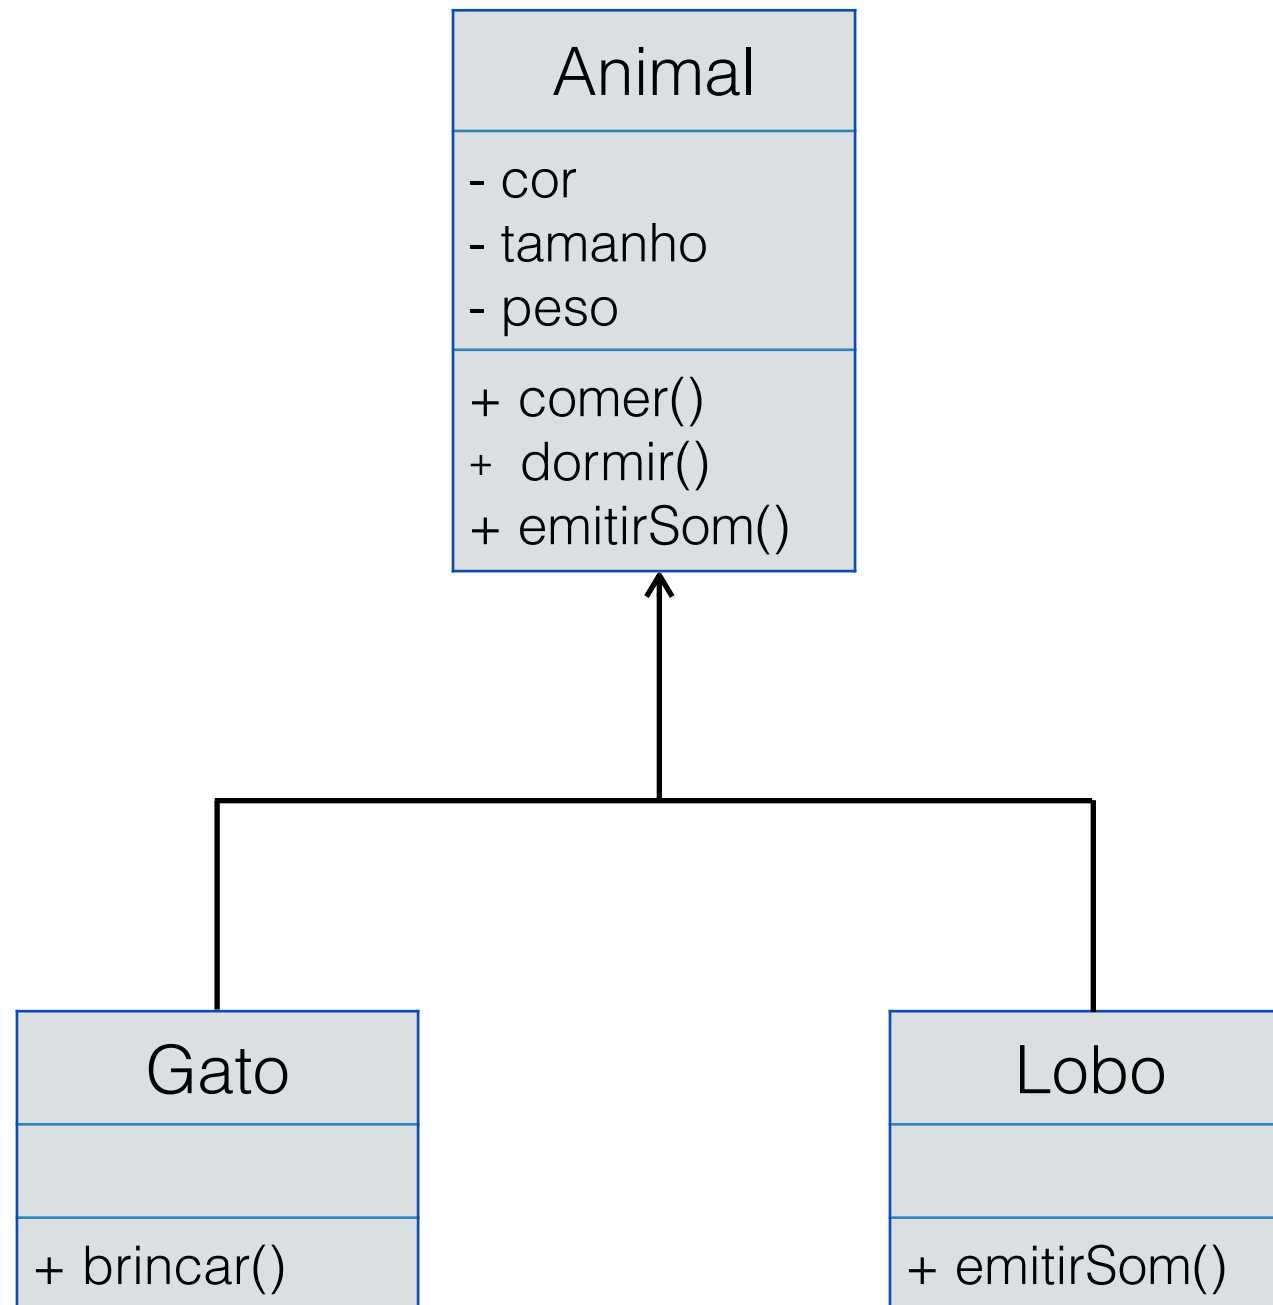 Animal
- cor
- tamanho
- peso
+ comer()
+ dormir()
+ emitirSom()
Gato
+ brincar()
Lobo
+ emitirSom()